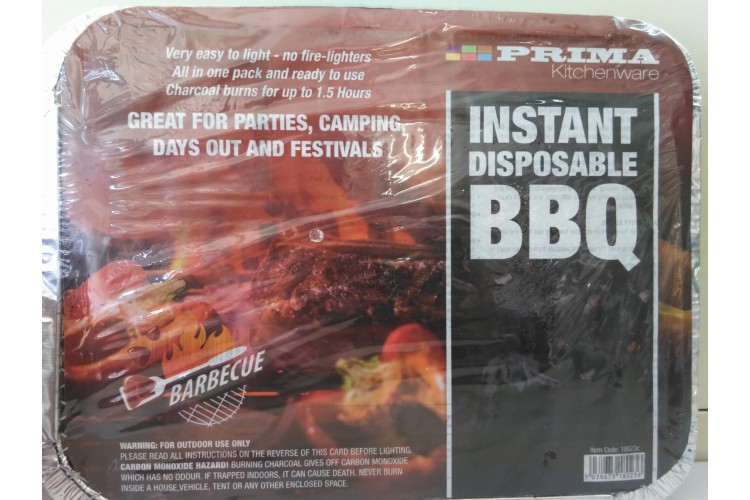 Very easy to light - no fire-lighters
All in one pack and ready to use
Charcoal burns for up to 1.5 Hours
GREAT FOR PARTIES, CAMPING,
DAYS OUT AND FESTIVALS
PRIMA
Kitchenware
INSTANT
DISPOSABLE
BBQ
BARBECUE
WARNING: FOR OUTDOOR USE ONLY
PLEASE READ ALL INSTRUCTIONS ON THE REVERSE OF THIS CARD BEFORE LIGHTING.
CARBON MONOXIDE HAZARD! BURNING CHARCOAL GIVES OFF CARBON MONOXIDE
WHICH HAS NO ODOUR. IF TRAPPED INDOORS, IT CAN CAUSE DEATH. NEVER BURN
INSIDE A HOUSE,VEHICLE, TENT OR ANY OTHER ENCLOSED SPACE.
Item Code: